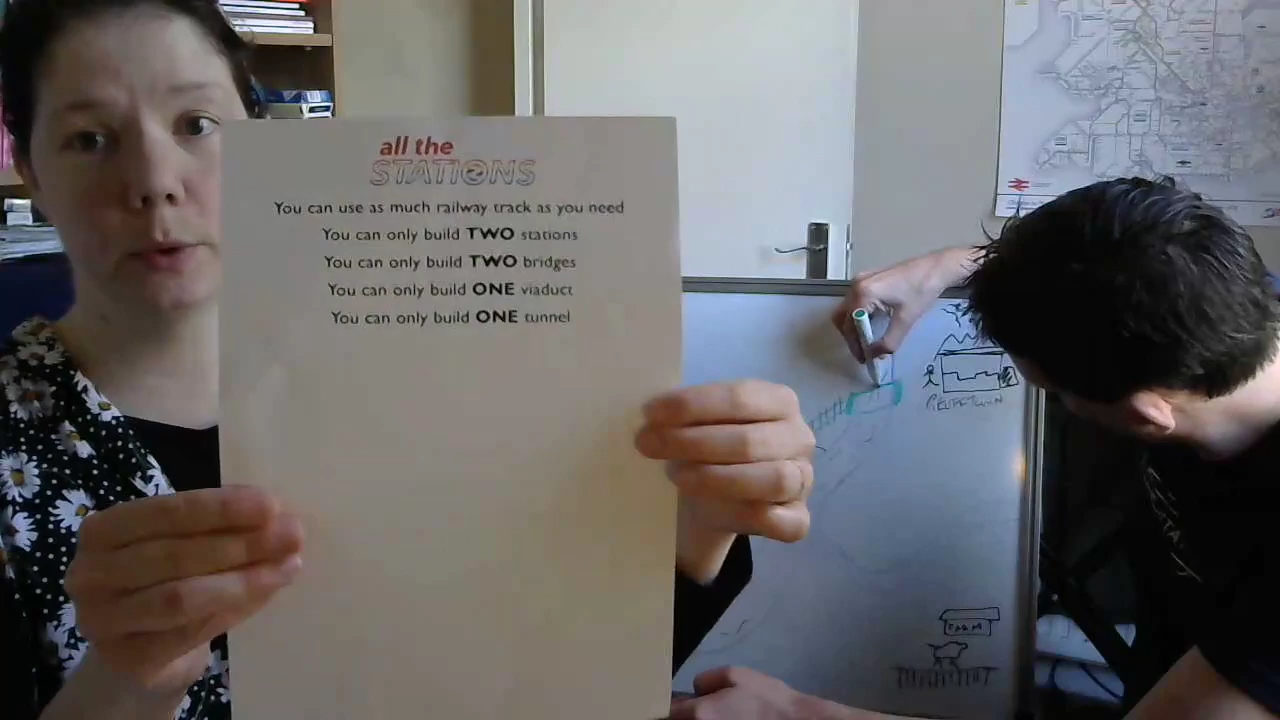 all the
STATIONS
You can use as much railway track as you need
You can only build TWO stations
You can only build TWO bridges
You can only build ONE viaduct
You can only build ONE tunnel
FARM